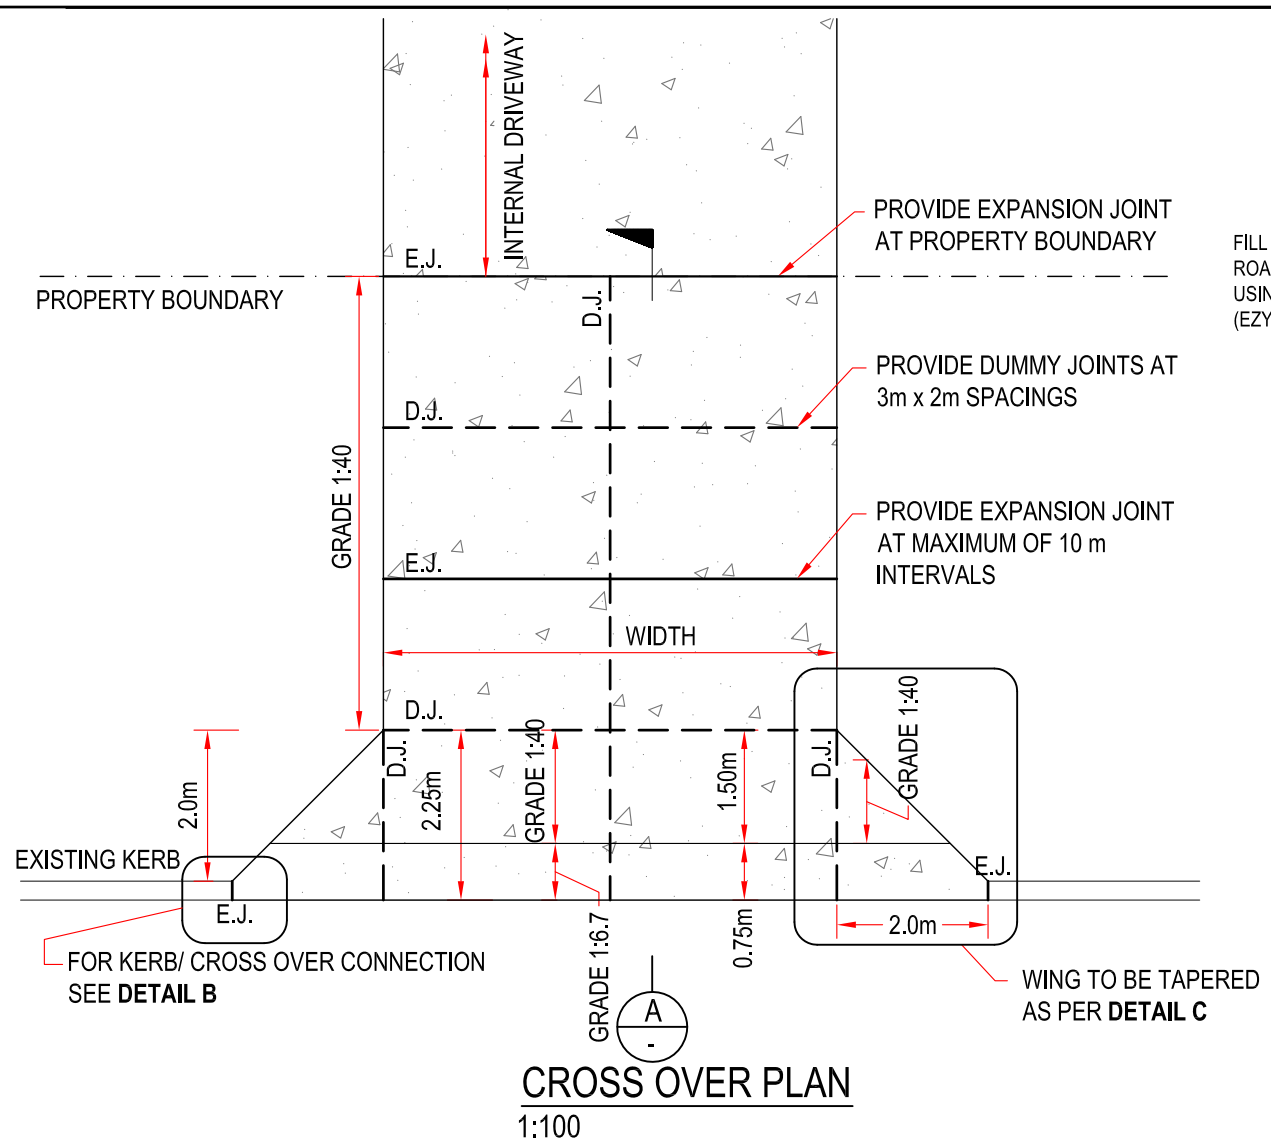 INTERNAL DRIVEWAY
PROVIDE EXPANSION JOINT
AT PROPERTY BOUNDARY
FILL
ROA
USIN
(EZY
E.J.
PROPERTY BOUNDARY
D.J.
PROVIDE DUMMY JOINTS AT
3m x 2m SPACINGS
D.J.
GRADE 1:40
PROVIDE EXPANSION JOINT
AT MAXIMUM OF 10 m
INTERVALS
E.J.
WIDTH
D.J.
GRADE 1:40
D.J.
2.0m
2.25m
GRADE 1:40
1.50m
D.J.
EXISTING KERB
E.J.
E.J.
2.0m
0.75m
GRADE 1:6.7
FOR KERB/ CROSS OVER CONNECTION
SEE DETAIL B
WING TO BE TAPERED
AS PER DETAIL C
A
-
CROSS OVER PLAN
1:100